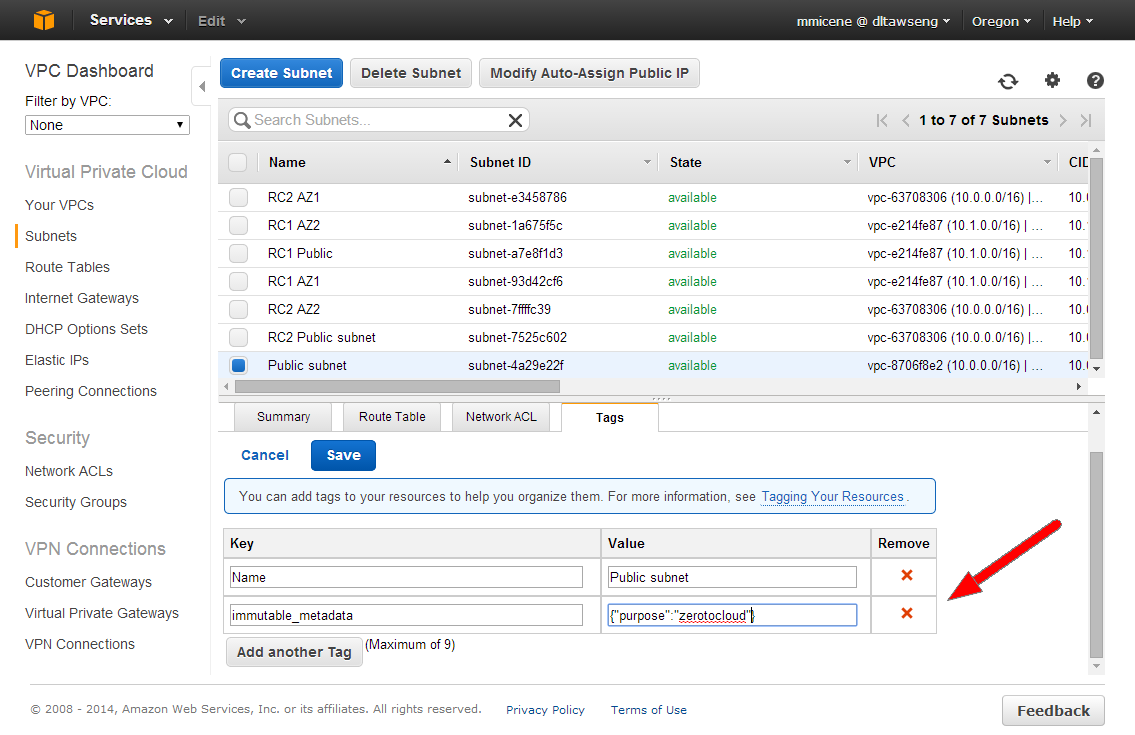 Services Edit mmicene @ dltawseng Oregon Help
VPC Dashboard
Filter by VPC:
None
Virtual Private Cloud
Your VPCs
Subnets
Route Tables
Internet Gateways
DHCP Options Sets
Elastic IPs
Peering Connections
Security
Network ACLs
Security Groups
VPN Connections
Customer Gateways
Virtual Private Gateways
VPN Connections
Create Subnet Delete Subnet Modify Auto-Assign Public IP
Search Subnets... 1 to 7 of 7 Subnets
Name Subnet ID State VPC CID
RC2 AZ1 subnet-e3458786 available vpc-63708306 (10.0.0.0/16) |... 10.
RC1 AZ2 subnet-1a675f5c available vpc-e214fe87 (10.1.0.0/16) | ... 10.
RC1 Public subnet-a7e8f1d3 available vpc-e214fe87 (10.1.0.0/16) | ... 10.
RC1 AZ1 subnet-93d42cf6 available vpc-e214fe87 (10.1.0.0/16) | ... 10.
RC2 AZ2 subnet-7ffffc39 available vpc-63708306 (10.0.0.0/16) |... 10.
RC2 Public subnet subnet-7525c602 available vpc-63708306 (10.0.0.0/16) |... 10.
Public subnet subnet-4a29e22f available vpc-8706f8e2 (10.0.0.0/16) | ... 10.
Summary Route Table Network ACL Tags
Cancel Save
You can add tags to your resources to help you organize them. For more information, see Tagging Your Resources .
Key Value Remove
Name Public subnet
immutable_metadata {"purpose":"zerotocloud"}
Add another Tag (Maximum of 9)
© 2008 - 2014, Amazon Web Services, Inc. or its affiliates. All rights reserved. Privacy Policy Terms of Use Feedback